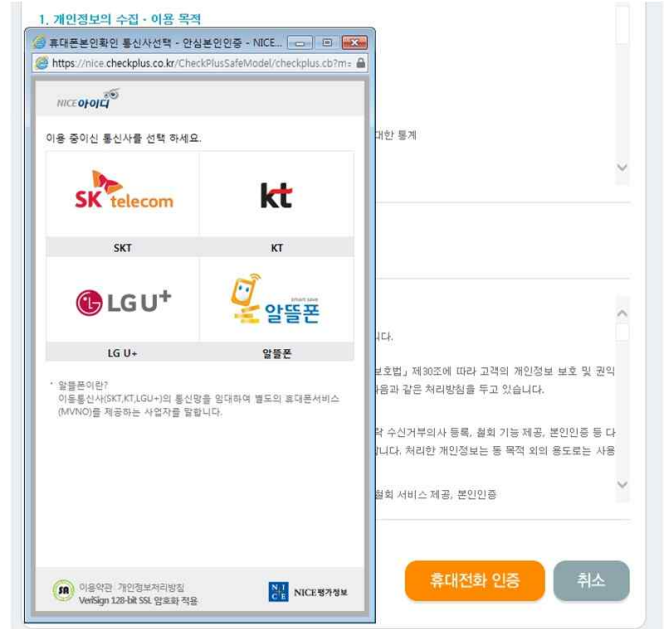 1. 개인정보의 수집·이용 목적
휴대폰본인확인 통신사선택 - 안심본인인증 - NICE...
https://nice.checkplus.co.kr/CheckPlusSafeModel/checkplus.cb?m=
NICE아이디
이용 중이신 통신사를 선택 하세요.
SK telecom
kt
SKT
KT
LG U+
smart save
알뜰폰
LG U+
알뜰폰
* 알뜰폰이란?
이동통신사(SKT,KT,LGU+)의 통신망을 임대하여 별도의 휴대폰서비스
(MVNO)를 제공하는 사업자를 말합니다.
이용약관 개인정보처리방침
VeriSign 128-bit SSL 암호화 적용
NICE
NICE평가정보
대한 통계
니다.
보호법」 제30조에 따라 고객의 개인정보 보호 및 권익
다음과 같은 처리방침을 두고 있습니다.
락 수신거부의사 등록, 철회 기능 제공, 본인인증 등 다
합니다. 처리한 개인정보는 동 목적 외의 용도로는 사용
철회 서비스 제공, 본인인증
휴대전화 인증
취소